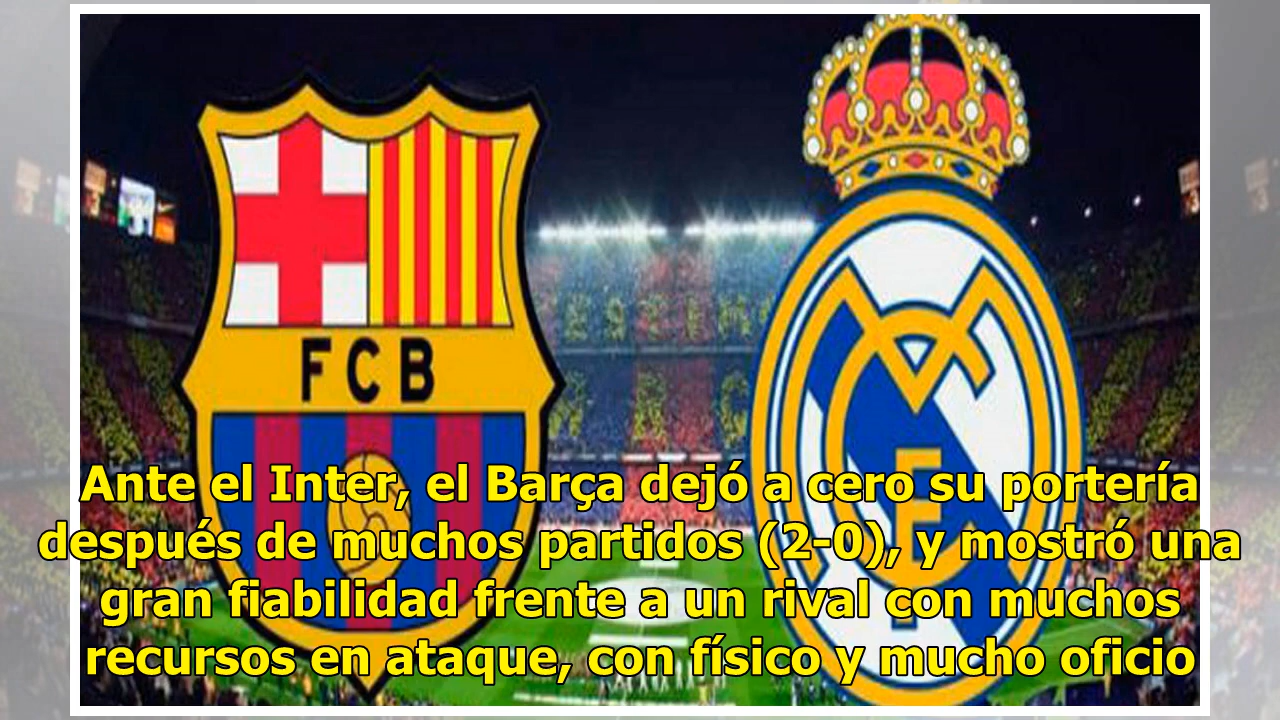 FCB
Ante el Inter, el Barça dejó a cero su portería
después de muchos partidos (2-0), y mostró una
gran fiabilidad frente a un rival con muchos
recursos en ataque, con físico y mucho oficio